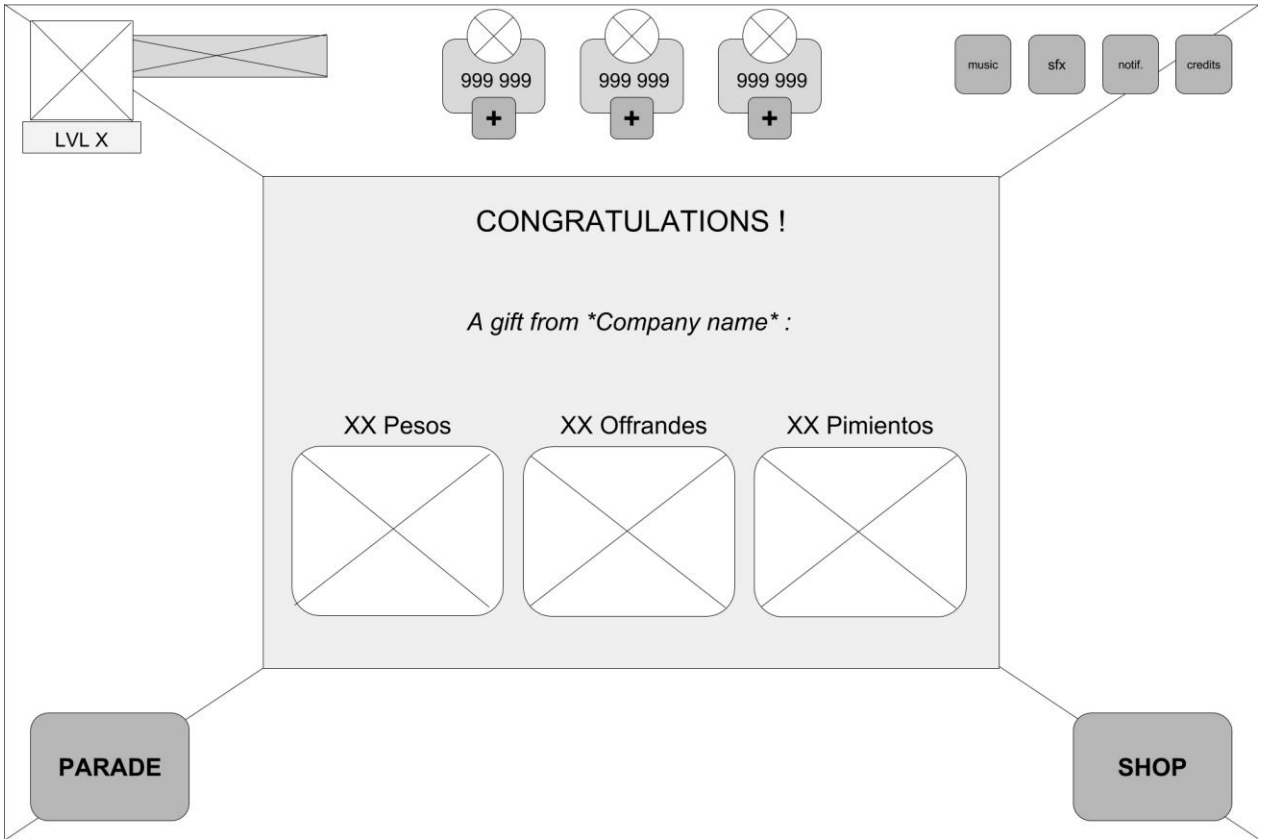 LVL X
999 999
+
999 999
+
999 999
+
music
sfx
notif.
credits
CONGRATULATIONS !
A gift from *Company name* :
XX Pesos
XX Offrandes
XX Pimientos
PARADE
SHOP